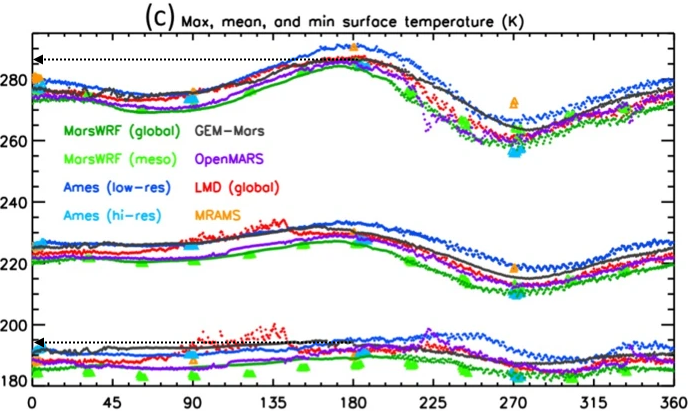 (c) Max, mean, and min surface temperature (K)
280
260
MarsWRF (global) GEM-Mars
MarsWRF (meso) OpenMARS
240
Ames (low-res) LMD (global)
Ames (hi-res) MRAMS
220
200
180
0 45 90 135 180 225 270 315 360